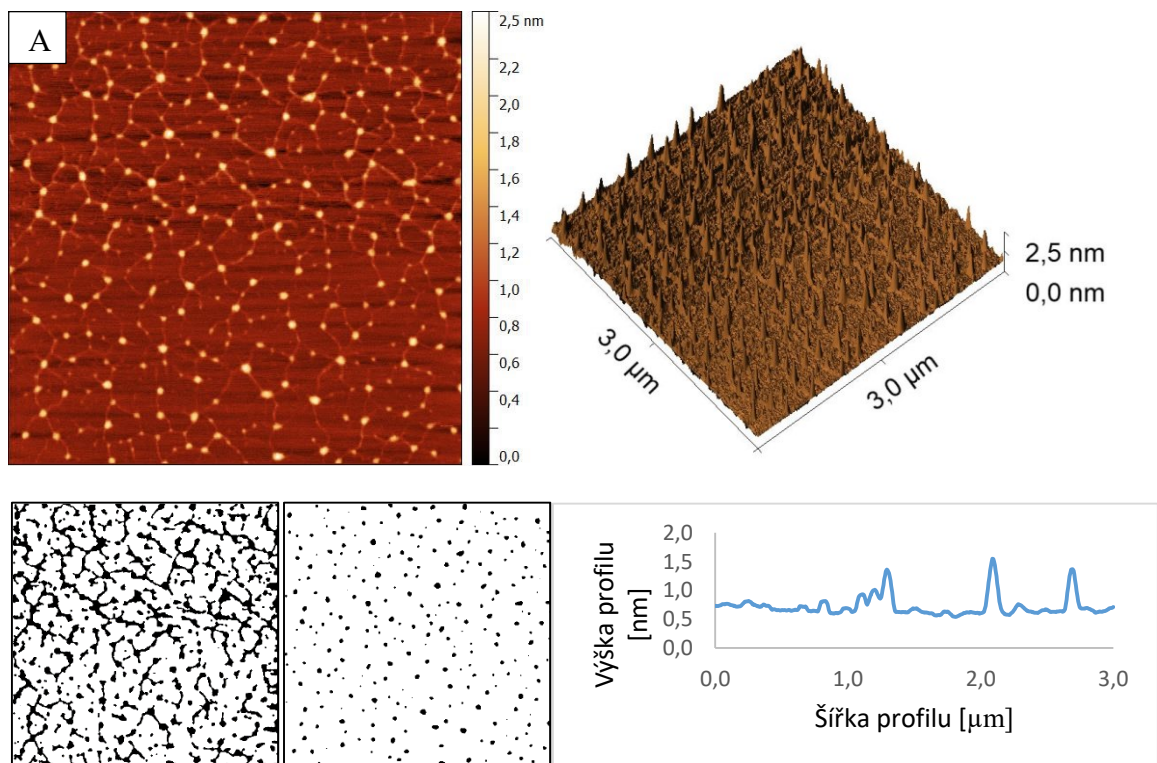 A
2,5 nm
2,2
2,0
1,8
1,6
1,4
1,2
1,0
0,8
0,6
0,4
0,0
2,5 nm
0,0 nm
3,0 µm
3,0 µm
Výška profilu
[nm]
2,0
1,5
1,0
0,5
0,0
0,0
1,0
2,0
3,0
Šířka profilu [µm]